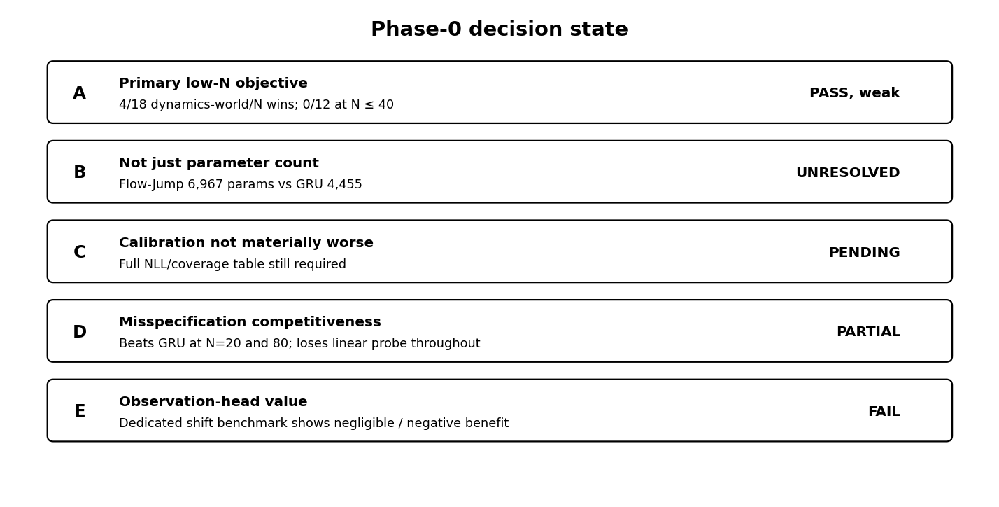 Phase-0 decision state
A
Primary low-N objective
4/18 dynamics-world/N wins; 0/12 at N ≤ 40
PASS, weak
B
Not just parameter count
Flow-Jump 6,967 params vs GRU 4,455
UNRESOLVED
C
Calibration not materially worse
Full NLL/coverage table still required
PENDING
D
Misspecification competitiveness
Beats GRU at N=20 and 80; loses linear probe throughout
PARTIAL
E
Observation-head value
Dedicated shift benchmark shows negligible / negative benefit
FAIL